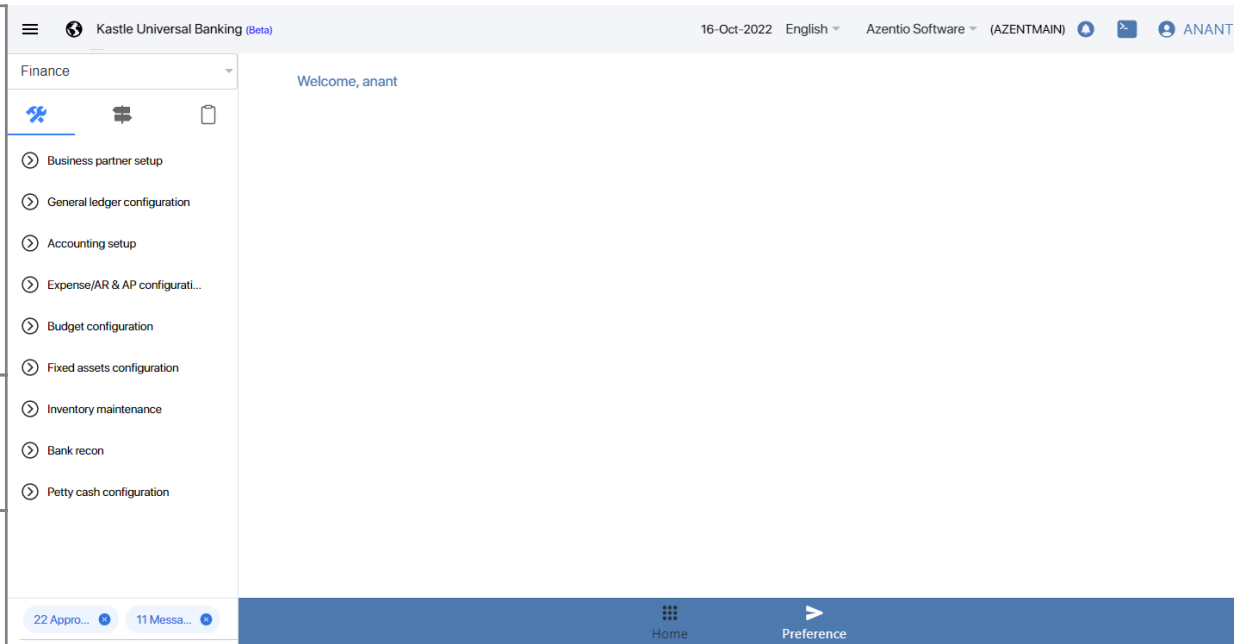 Kastle Universal Banking (Beta)
16-Oct-2022 English Azentio Software (AZENTMAIN) ANANT
Finance
Welcome, anant
Business partner setup
General ledger configuration
Accounting setup
Expense/AR & AP configurati...
Budget configuration
Fixed assets configuration
Inventory maintenance
Bank recon
Petty cash configuration
22 Appro... 11 Messa...
Home Preference